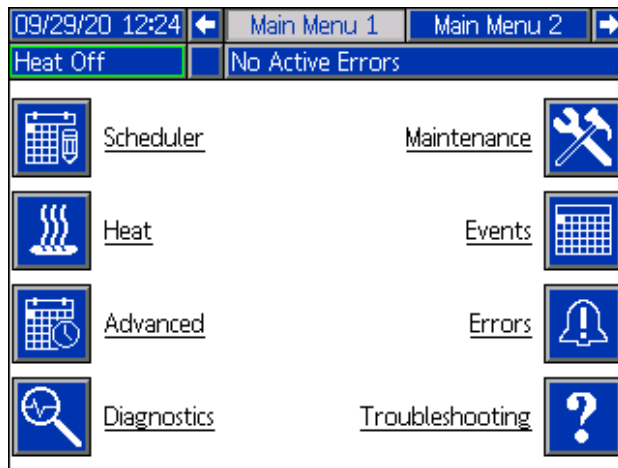 09/29/20 12:24 Main Menu 1 Main Menu 2
Heat Off No Active Errors
Scheduler Maintenance
Heat Events
Advanced Errors
Diagnostics Troubleshooting